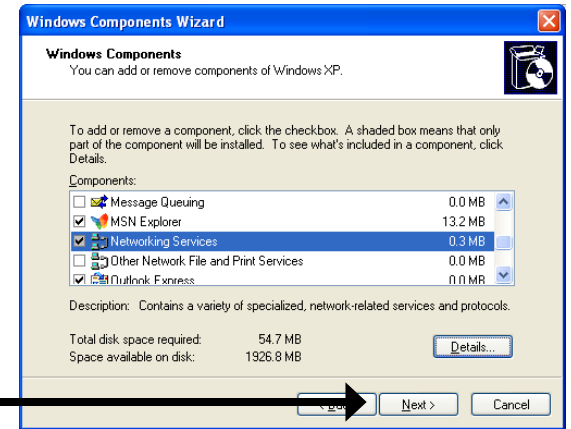 Windows Components Wizard
Windows Components
You can add or remove components of Windows XP.
To add or remove a component, click the checkbox. A shaded box means that only
part of the component will be installed. To see what's included in a component, click
Details.
Components:
Message Queuing 0.0 MB
MSN Explorer 13.2 MB
Networking Services 0.3 MB
Other Network File and Print Services 0.0 MB
Outlook Express 0.0 MB
Description: Contains a variety of specialized, network-related services and protocols.
Total disk space required: 54.7 MB
Space available on disk: 1926.8 MB
Details...
Next > Cancel